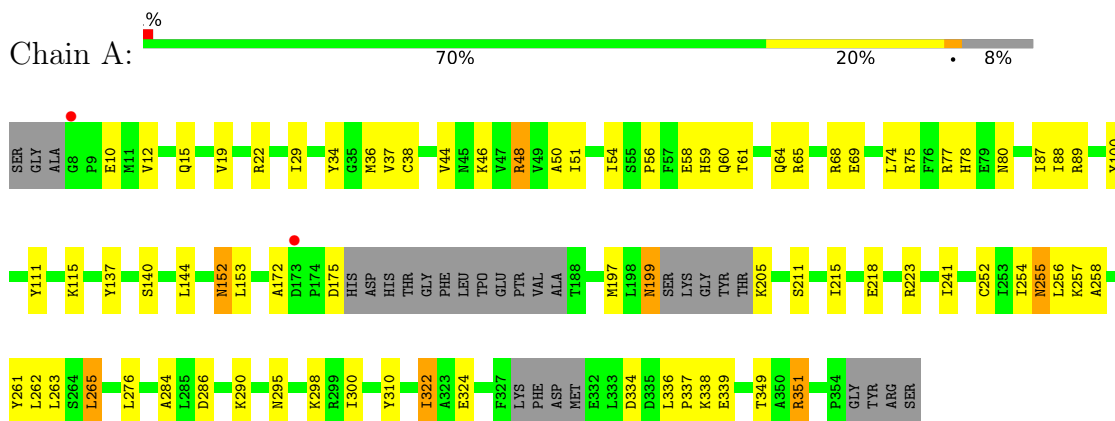 %
Chain A:
70% 20% • 8%
SER GLY ALA G8 P9 E10 M11 V12 Q15 V19 R22 I29 Y34 G35 M36 V37 C38 V44 N45 K46 V47 R48 V49 A50 I51 I54 S55 P56 F57 E58 H59 Q60 T61 Q64 R65 R68 E69 L74 R75 F76 R77 H78 E79 N80 I87 I88 R89
Y111 K115 Y137 S140 L144 N152 L153 A172 D173 P174 D175 HIS ASP HIS THR GLY PHE LEU TPO GLU PTR VAL ALA T188 M197 L198 N199 SER LYS GLY TYR THR K205 S211 I215 E218 R223 I241 C252 I253 I254 N255 L256 K257 A258
Y261 L262 L263 S264 L265 L276 A284 L285 D286 K290 N295 K298 R299 I300 Y310 I322 A323 E324 F327 LYS PHE ASP MET E332 L333 D334 D335 L336 P337 K338 E339 T349 A350 R351 P354 GLY TYR ARG SER